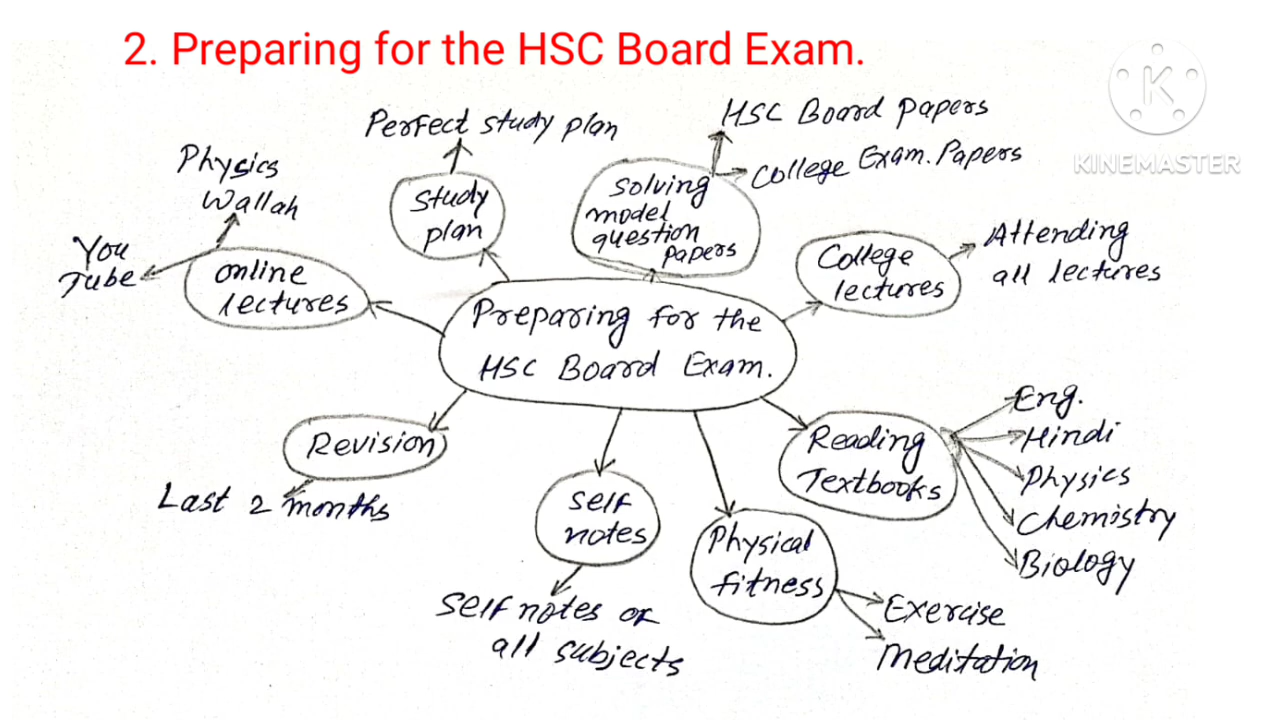 2. Preparing for the HSC Board Exam.
K
KINEMASTER
HSC Board Papers
College Exam. Papers
Perfect study plan
Physics
Wallah
You
Tube
online
lectures
Study
plan
Solving
model
question
Papers
College
lectures
Attending
all lectures
Preparing for the
HSC Board Exam.
Revision
Last 2 months
Self
notes
Self notes of
all subjects
Physical
fitness
Exercise
Meditation
Reading
Textbooks
Eng.
Hindi
Physics
Chemistry
Biology